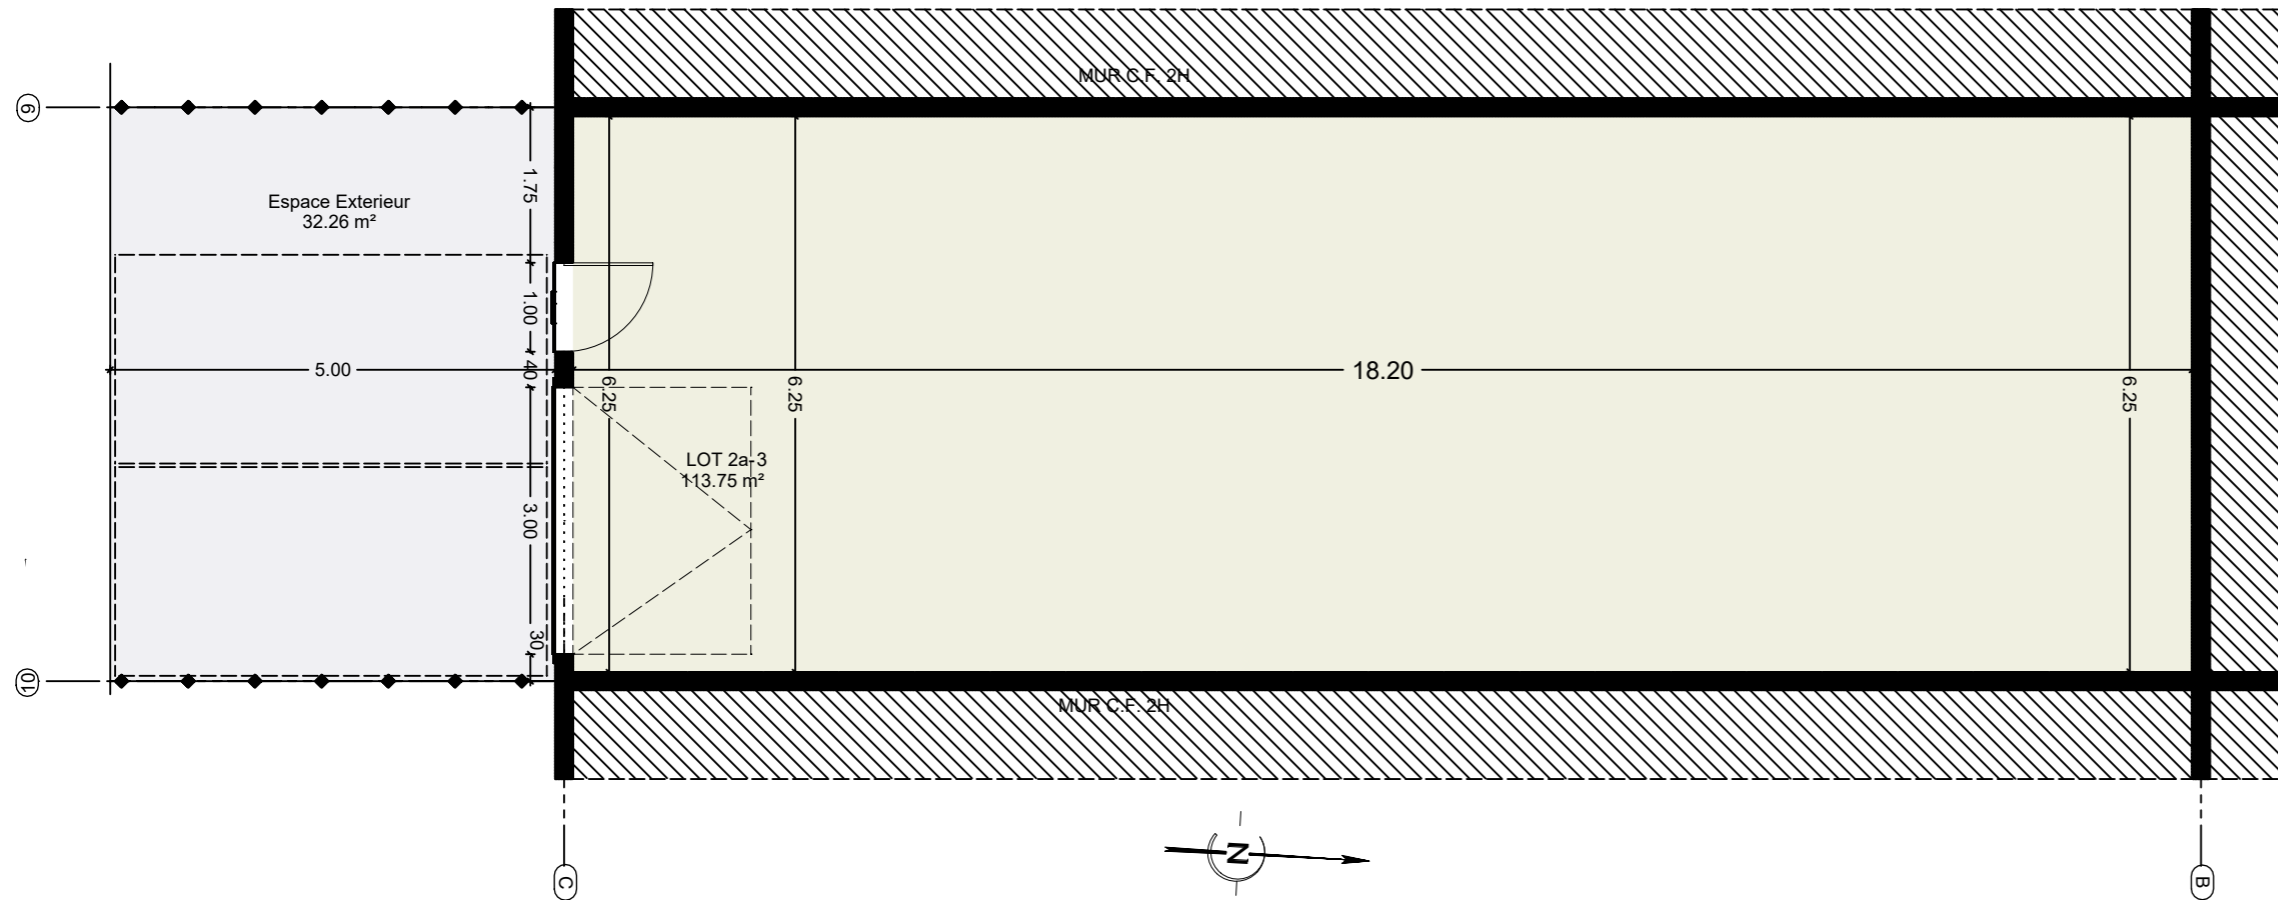 MUR C.F. 2H
6
1.75
Espace Exterieur
32.26 m²
1.00
5.00
40
6.25
6.25
18.20
6.25
LOT 2a-3
113.75 m²
3.00
30
10
MUR C.F. 2H
N
C
B